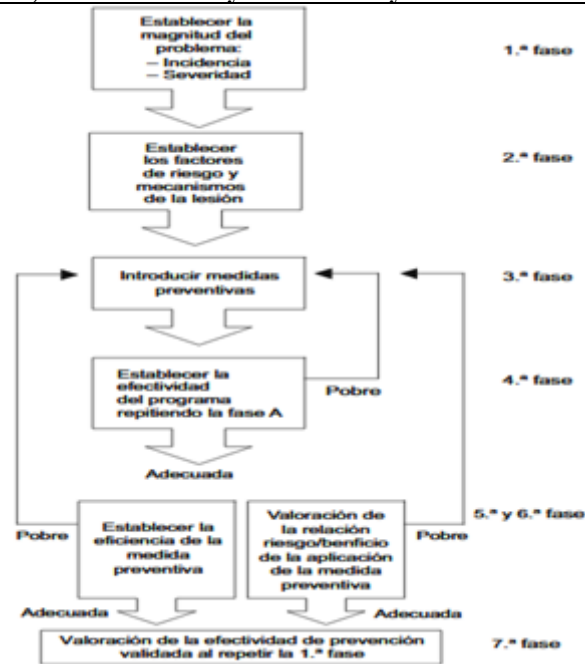 Establecer la
magnitud del
problema:
– Incidencia
– Severidad
1.ª fase
Establecer
los factores
de riesgo y
mecanismos
de la lesión
2.ª fase
Introducir medidas
preventivas
3.ª fase
Establecer la
efectividad
del programa
repitiendo la fase A
Pobre
4.ª fase
Adecuada
Pobre
Establecer la
eficiencia de la
medida
preventiva
Valoración de
la relación
riesgo/benficio
de la aplicación
de la medida
preventiva
Pobre
5.ª y 6.ª fase
Adecuada
Adecuada
Valoración de la efectividad de prevención
validada al repetir la 1.ª fase
7.ª fase